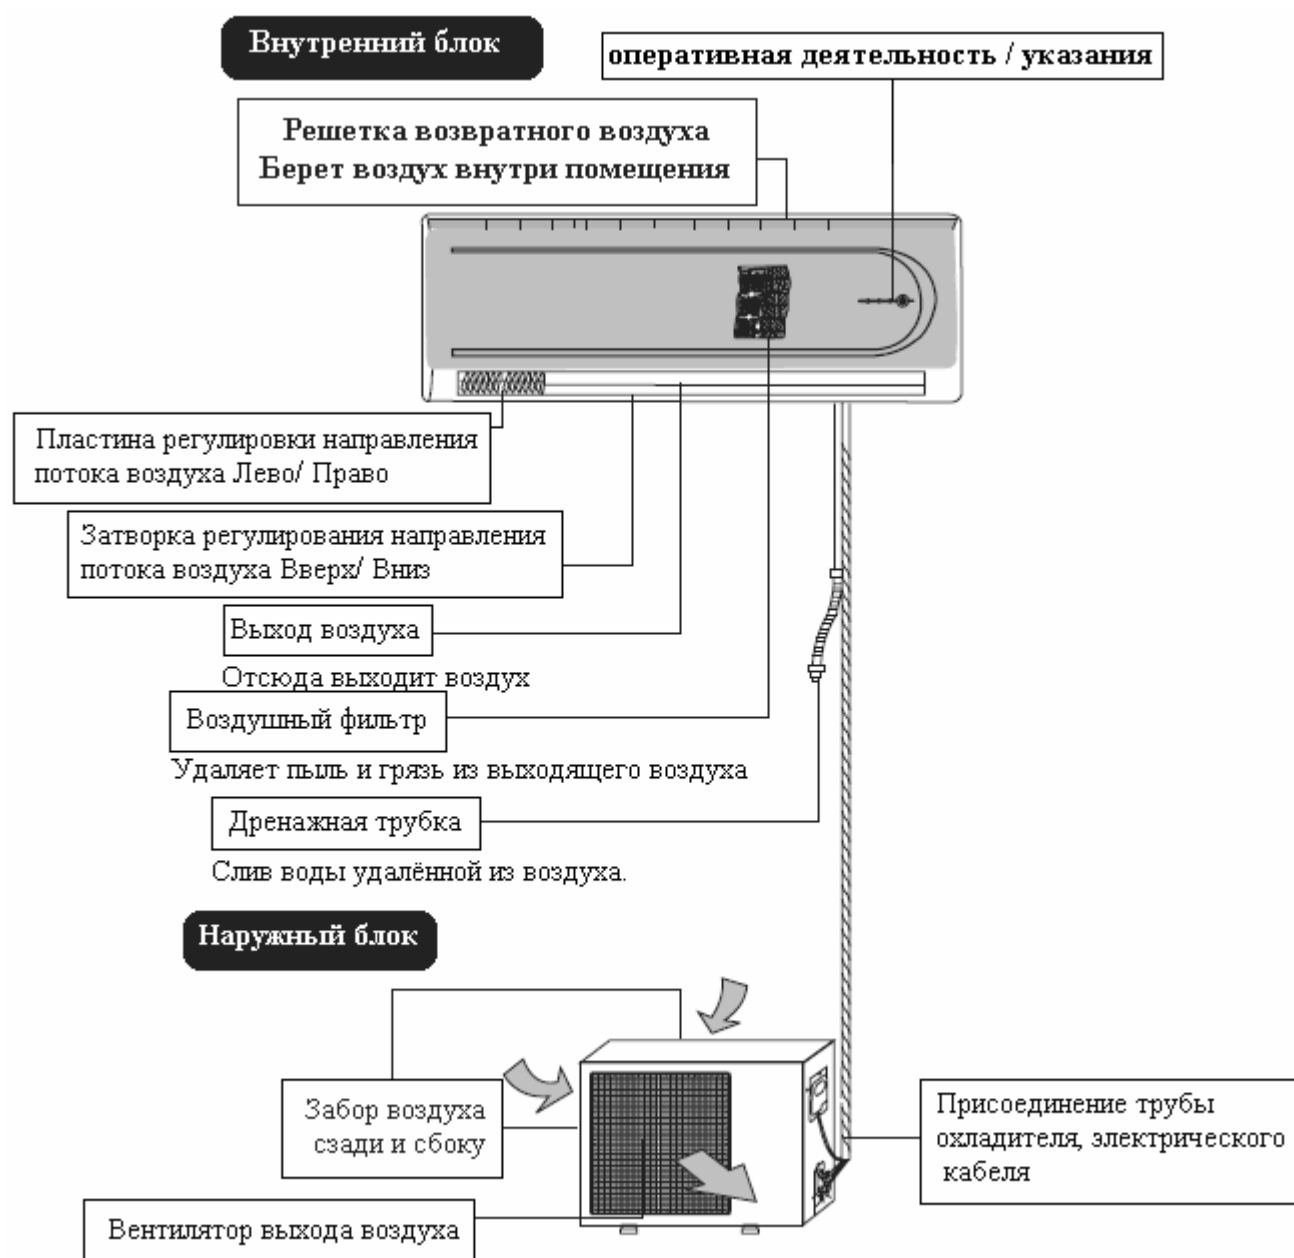 Внутренний блок
оперативная деятельность / указания
Решетка возвратного воздуха
Берет воздух внутри помещения
Пластина регулировки направления
потока воздуха Лево/ Право
Затворка регулирования направления
потока воздуха Вверх/ Вниз
Выход воздуха
Отсюда выходит воздух
Воздушный фильтр
Удаляет пыль и грязь из выходящего воздуха
Дренажная трубка
Слив воды удалённой из воздуха.
Наружный блок
Забор воздуха
сзади и сбоку
Присоединение трубы
охладителя, электрического
кабеля
Вентилятор выхода воздуха